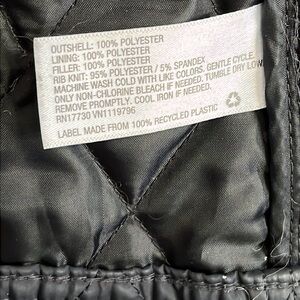 OUTSHELL: 100% POLYESTER
LINING: 100% POLYESTER
FILLER: 100% POLYESTER
RIB KNIT: 95% POLYESTER / 5% SPANDEX
MACHINE WASH COLD WITH LIKE COLORS. GENTLE CYCLE
ONLY NON-CHLORINE BLEACH IF NEEDED. TUMBLE DRY LOW
REMOVE PROMPTLY. COOL IRON IF NEEDED.
RN17730 VN1119796
LABEL MADE FROM 100% RECYCLED PLASTIC